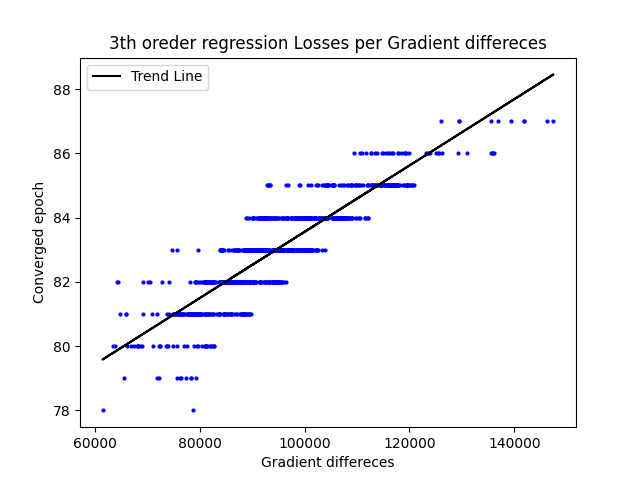 3th oreder regression Losses per Gradient differeces
Trend Line
Converged epoch
88
86
84
82
80
78
60000 80000 100000 120000 140000
Gradient differeces